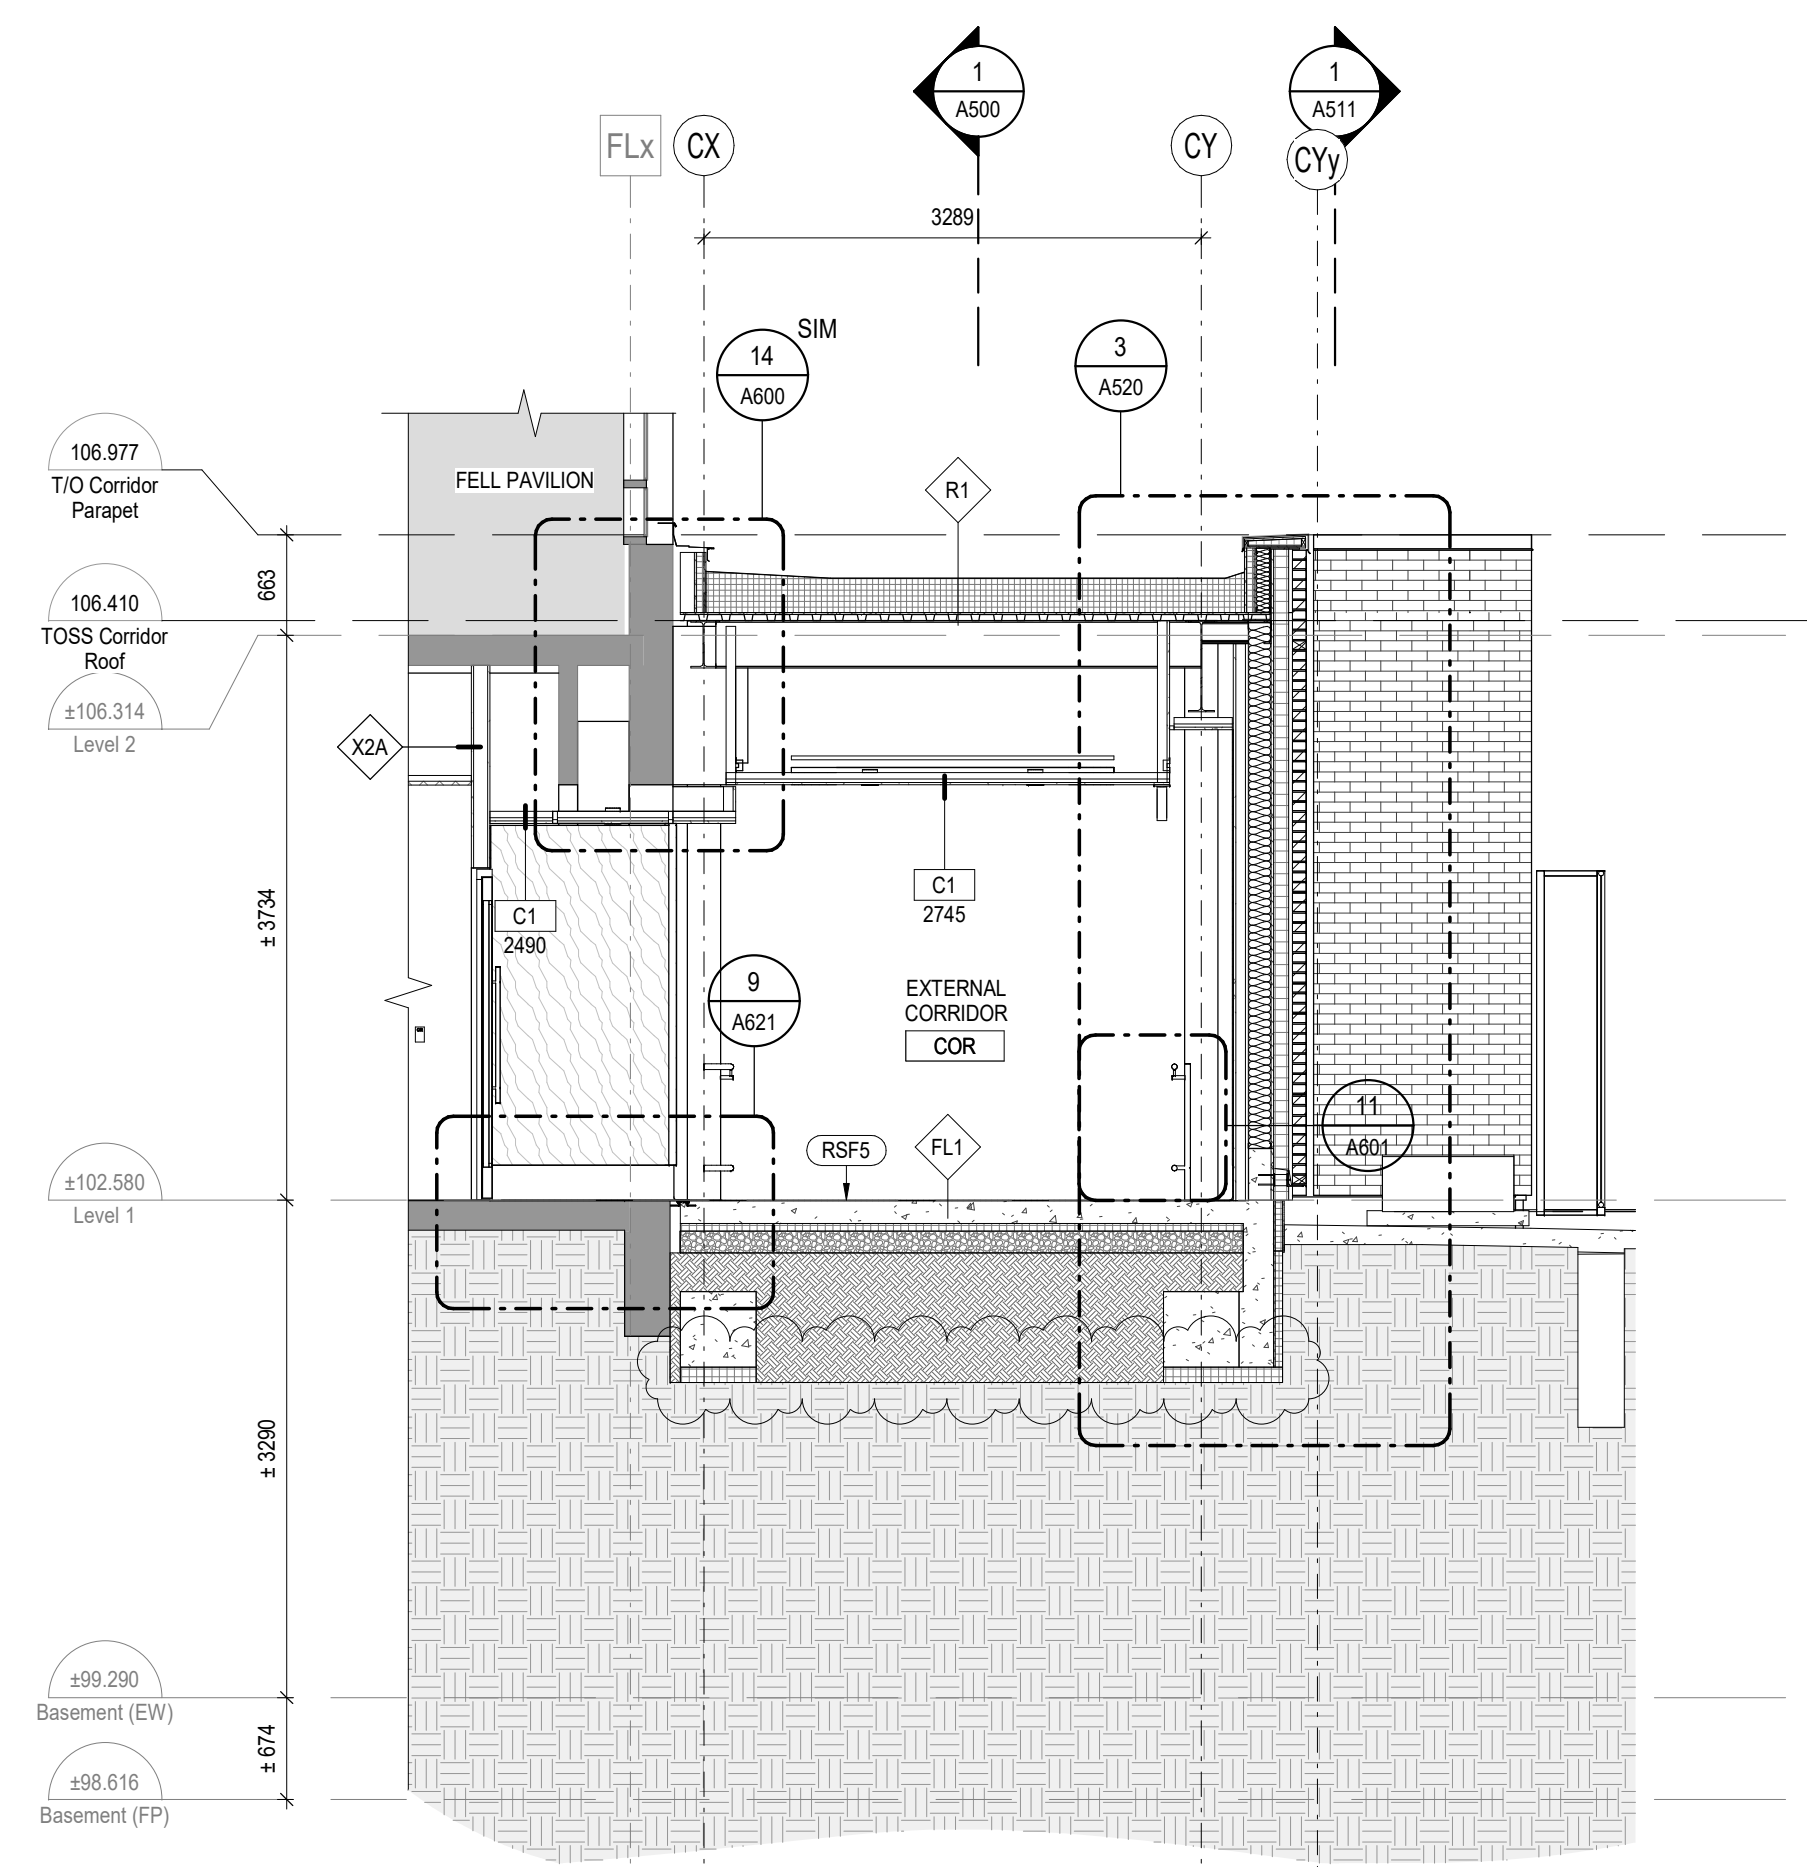 1
A500
1
A511
FLx
CX
CY
CYy
3289
SIM
14
A600
3
A520
106.977
T/O Corridor
Parapet
FELL PAVILION
R1
663
106.410
TOSS Corridor
Roof
±106.314
Level 2
X2A
C1
2490
C1
2745
± 3734
9
A621
EXTERNAL
CORRIDOR
COR
11
A601
RSF5
FL1
±102.580
Level 1
± 3290
±99.290
Basement (EW)
± 674
±98.616
Basement (FP)